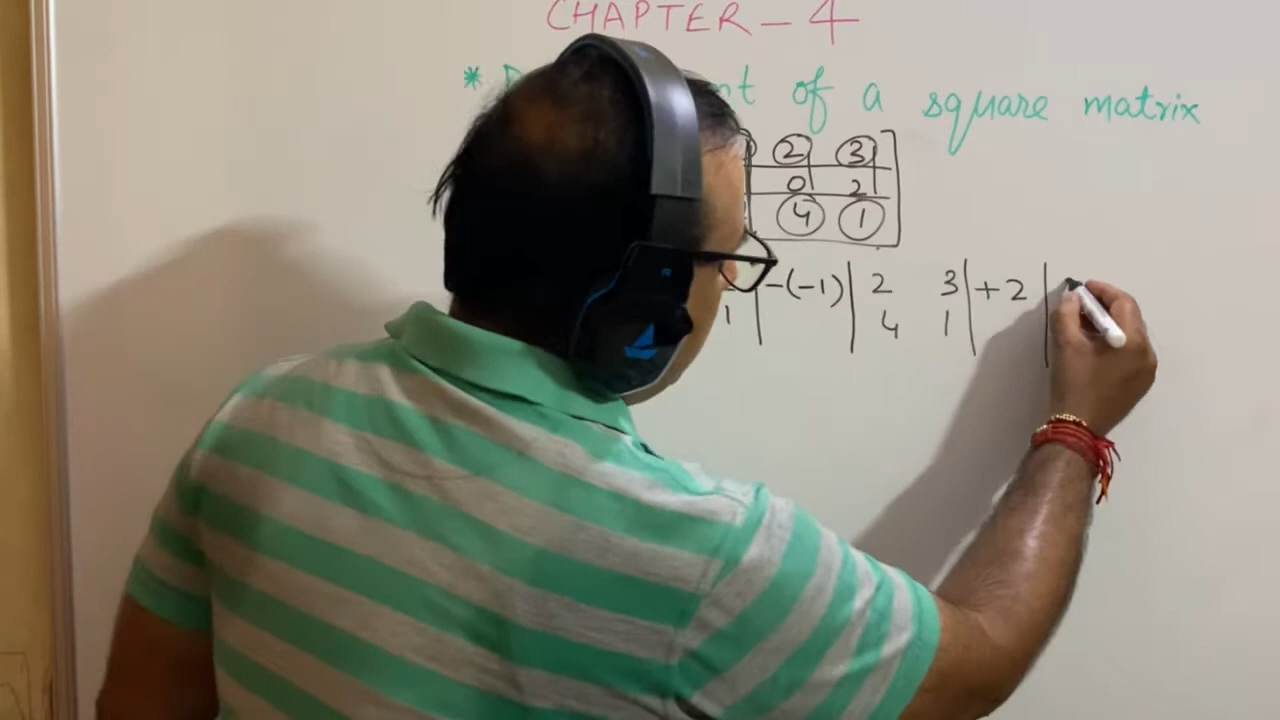 CHAPTER - 4
* of a square matrix
2 3
0 2
4 1
-(-1) | 2 3 | +2 |
1 | 4 1 |